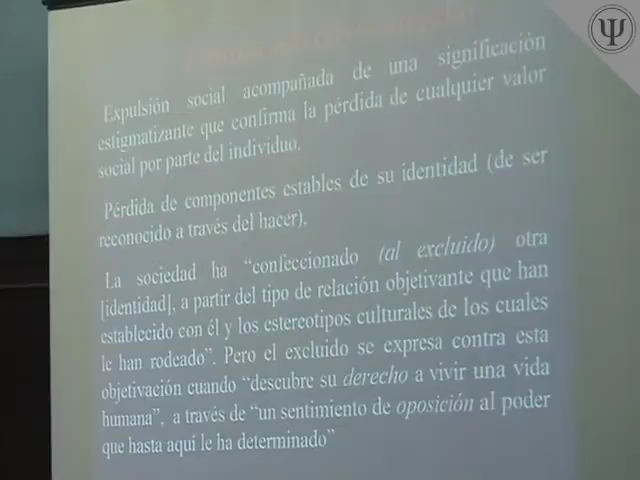 Expulsión social acompañada de una significación
estigmatizante que confirma la pérdida de cualquier valor
social por parte del individuo.
Pérdida de componentes estables de su identidad (de ser
reconocido a través del hacer).
La sociedad ha “confeccionado (al excluido) otra
[identidad], a partir del tipo de relación objetivante que han
establecido con él y los estereotipos culturales de los cuales
le han rodeado”. Pero el excluido se expresa contra esta
objetivación cuando “descubre su derecho a vivir una vida
humana”, a través de “un sentimiento de oposición al poder
que hasta aquí le ha determinado”